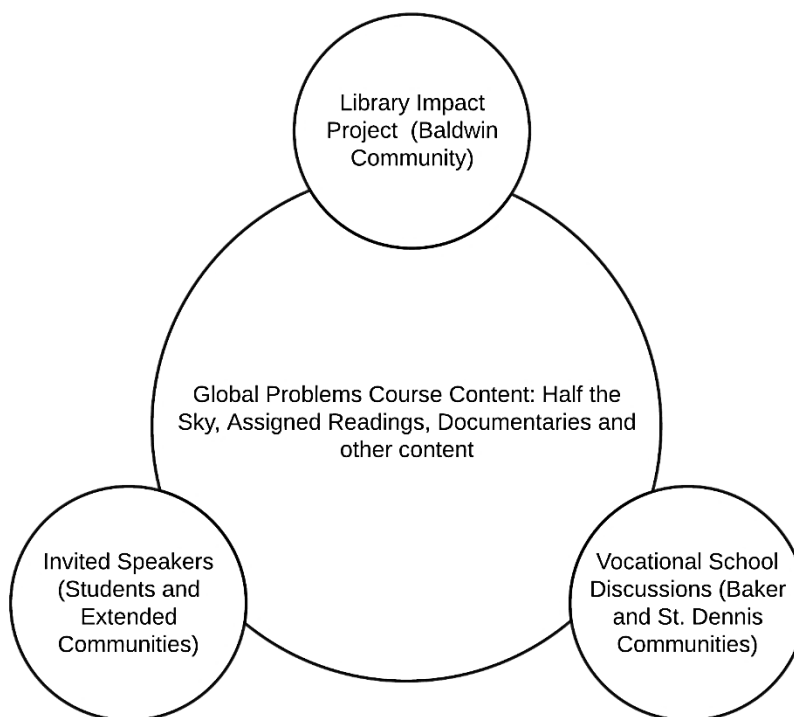 Library Impact
Project (Baldwin
Community)
Global Problems Course Content: Half the
Sky, Assigned Readings, Documentaries and
other content
Invited Speakers
(Students and
Extended
Communities)
Vocational School
Discussions (Baker
and St. Dennis
Communities)